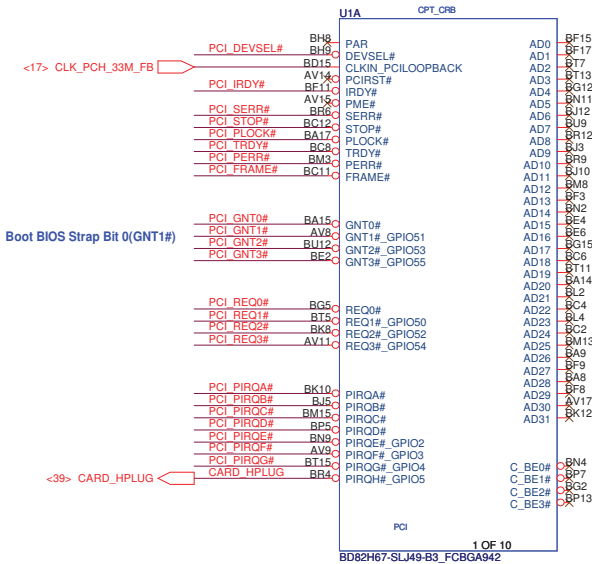 U1A
CPT_CRB
BH8 PAR AD0 BF15
PCI_DEVSEL# BH9 DEVSEL# AD1 BF17
<17> CLK_PCH_33M_FB BD15 CLKIN_PCILOOPBACK AD2 BT7
AV14 PCIRST# AD3 BT13
PCI_IRDY# BF11 IRDY# AD4 BG12
AV15 PME# AD5 BN11
PCI_SERR# BR6 SERR# AD6 BJ12
PCI_STOP# BC12 STOP# AD7 BU9
PCI_PLOCK# BA17 PLOCK# AD8 BR12
PCI_TRDY# BC8 TRDY# AD9 BJ3
PCI_PERR# BM3 PERR# AD10 BR9
PCI_FRAME# BC11 FRAME# AD11 BJ10
AD12 BM8
AD13 BF3
AD14 BN2
PCI_GNT0# BA15 GNT0# AD15 BE4
Boot BIOS Strap Bit 0(GNT1#) PCI_GNT1# AV8 GNT1#_GPIO51 AD16 BE6
PCI_GNT2# BU12 GNT2#_GPIO53 AD17 BG15
PCI_GNT3# BE2 GNT3#_GPIO55 AD18 BC6
AD19 BT11
AD20 BA14
AD21 BL2
PCI_REQ0# BG5 REQ0# AD22 BC4
PCI_REQ1# BT5 REQ1#_GPIO50 AD23 BL4
PCI_REQ2# BK8 REQ2#_GPIO52 AD24 BC2
PCI_REQ3# AV11 REQ3#_GPIO54 AD25 BM13
AD26 BA9
AD27 BF9
AD28 BA8
PCI_PIRQA# BK10 PIRQA# AD29 BF8
PCI_PIRQB# BJ5 PIRQB# AD30 AV17
PCI_PIRQC# BM15 PIRQC# AD31 BK12
PCI_PIRQD# BP5 PIRQD#
PCI_PIRQE# BN9 PIRQE#_GPIO2
PCI_PIRQF# AV9 PIRQF#_GPIO3
PCI_PIRQG# BT15 PIRQG#_GPIO4 C_BE0# BN4
<39> CARD_HPLUG CARD_HPLUG BR4 PIRQH#_GPIO5 C_BE1# BP7
C_BE2# BG2
C_BE3# BP13
PCI
1 OF 10
BD82H67-SLJ49-B3_FCBGA942